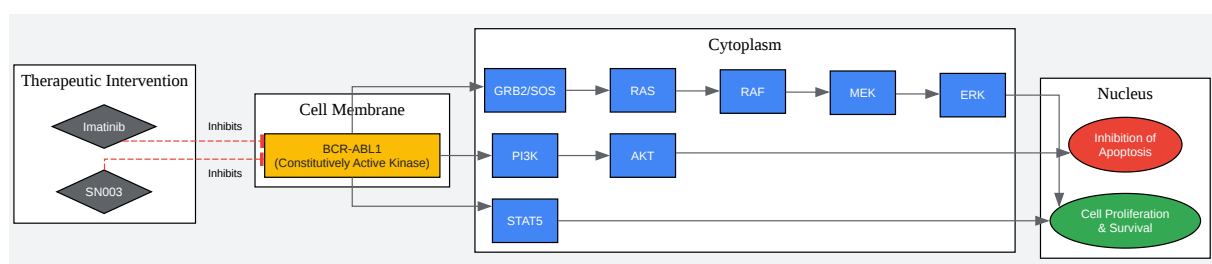 Therapeutic Intervention
Imatinib
SN003
Inhibits
Inhibits
Cell Membrane
BCR-ABL1
(Constitutively Active Kinase)
Cytoplasm
GRB2/SOS
RAS
RAF
MEK
ERK
PI3K
AKT
STAT5
Nucleus
Inhibition of
Apoptosis
Cell Proliferation
& Survival